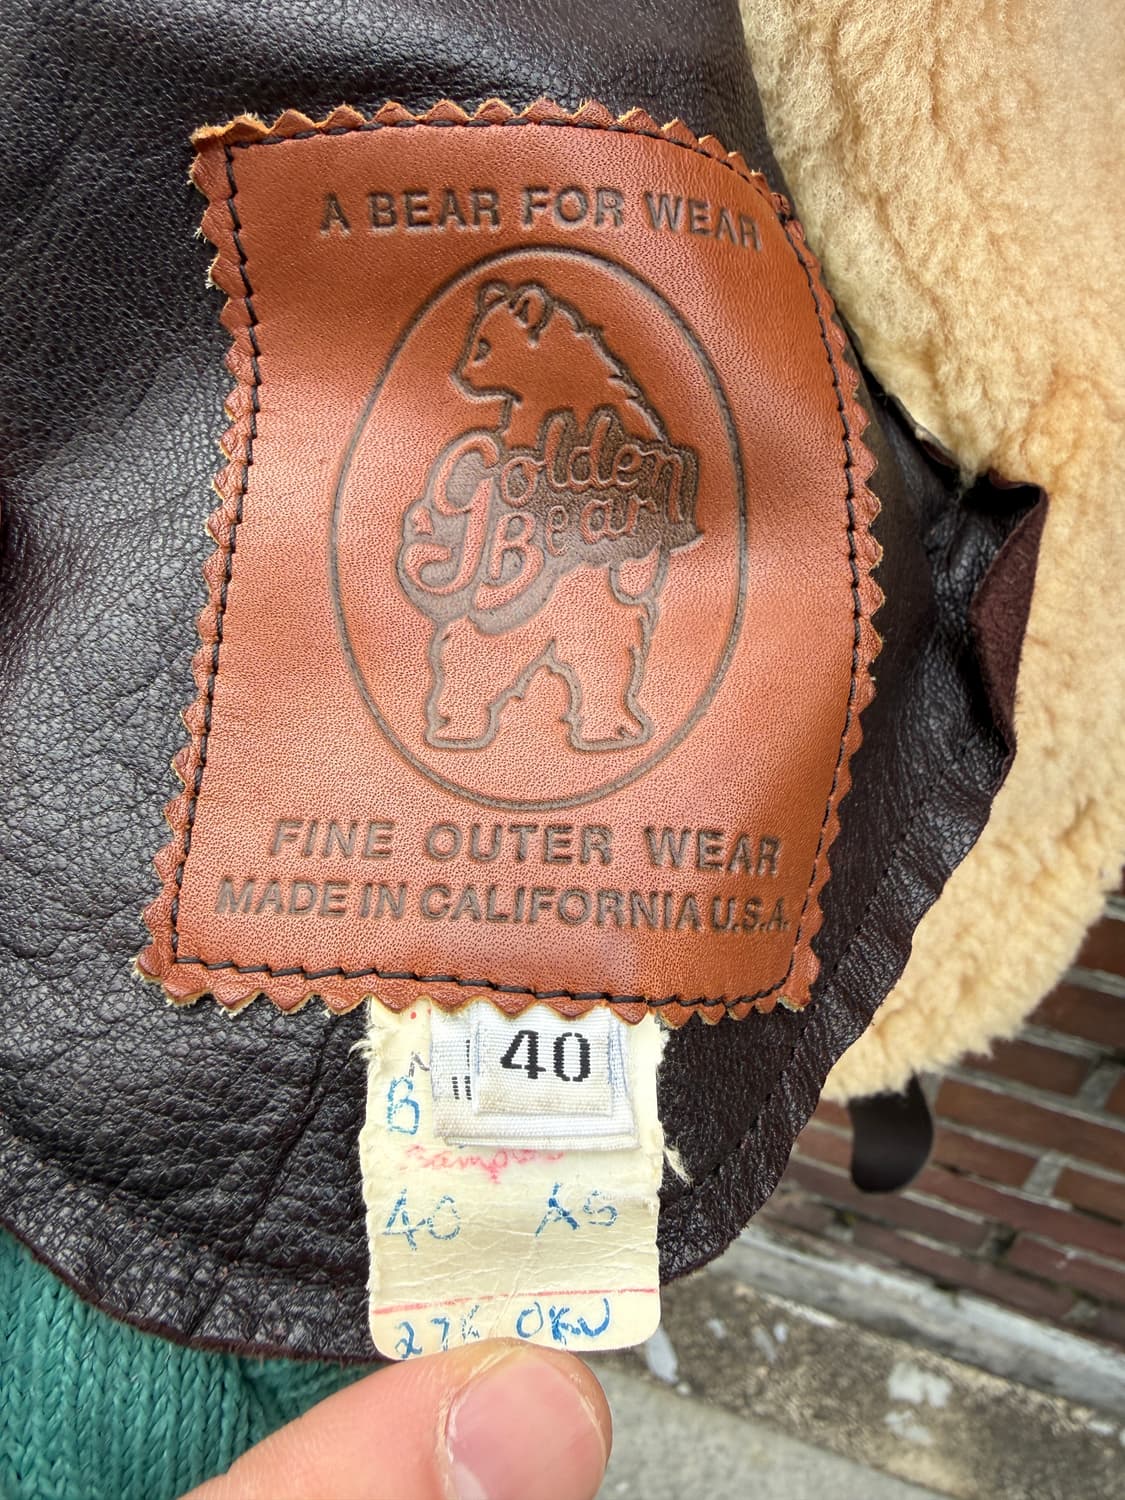 A BEAR FOR WEAR
Golden
Bear
FINE OUTER WEAR
MADE IN CALIFORNIA U.S.A.
40
B
40